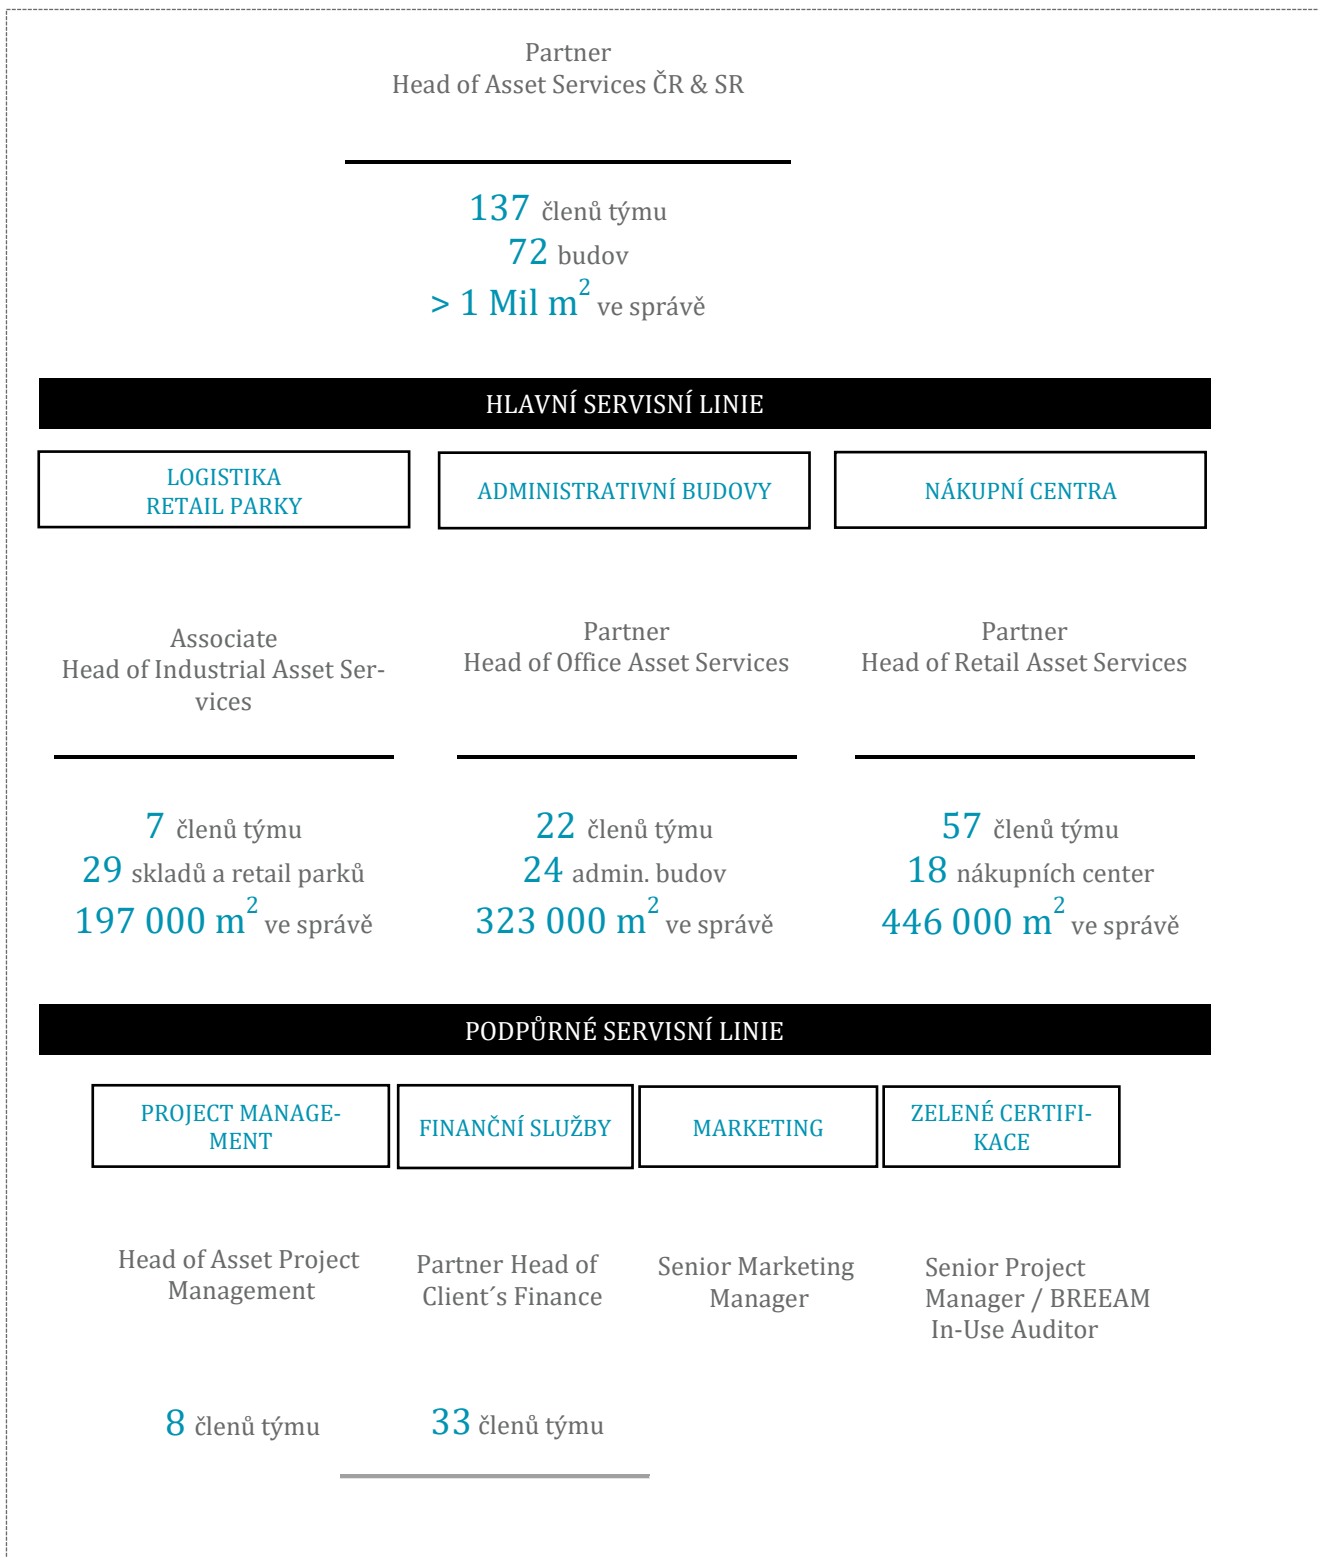 Partner
Head of Asset Services ČR & SR
137 členů týmu
72 budov
> 1 Mil m² ve správě
HLAVNÍ SERVISNÍ LINIE
LOGISTIKA
RETAIL PARKY
ADMINISTRATIVNÍ BUDOVY
NÁKUPNÍ CENTRA
Associate
Head of Industrial Asset Ser-
vices
Partner
Head of Office Asset Services
Partner
Head of Retail Asset Services
7 členů týmu
29 skladů a retail parků
197 000 m² ve správě
22 členů týmu
24 admin. budov
323 000 m² ve správě
57 členů týmu
18 nákupních center
446 000 m² ve správě
PODPŮRNÉ SERVISNÍ LINIE
PROJECT MANAGE-
MENT
FINANČNÍ SLUŽBY
MARKETING
ZELENÉ CERTIFI-
KACE
Head of Asset Project
Management
Partner Head of
Client´s Finance
Senior Marketing
Manager
Senior Project
Manager / BREEAM
In-Use Auditor
8 členů týmu
33 členů týmu